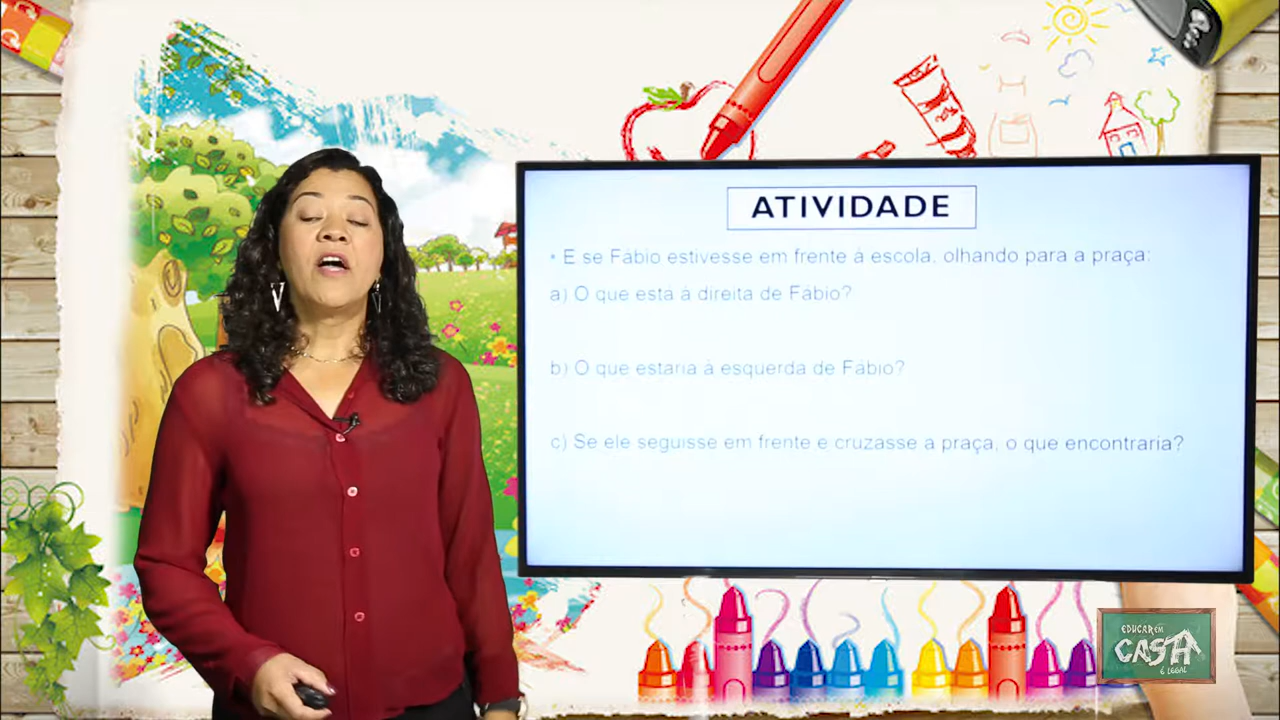 ATIVIDADE
• E se Fábio estivesse em frente á escola, olhando para a praça:
a) O que está à direita de Fábio?
b) O que estaria à esquerda de Fábio?
c) Se ele seguisse em frente e cruzasse a praça, o que encontraria?
EDUCAR EM
CASA
É LEGAL